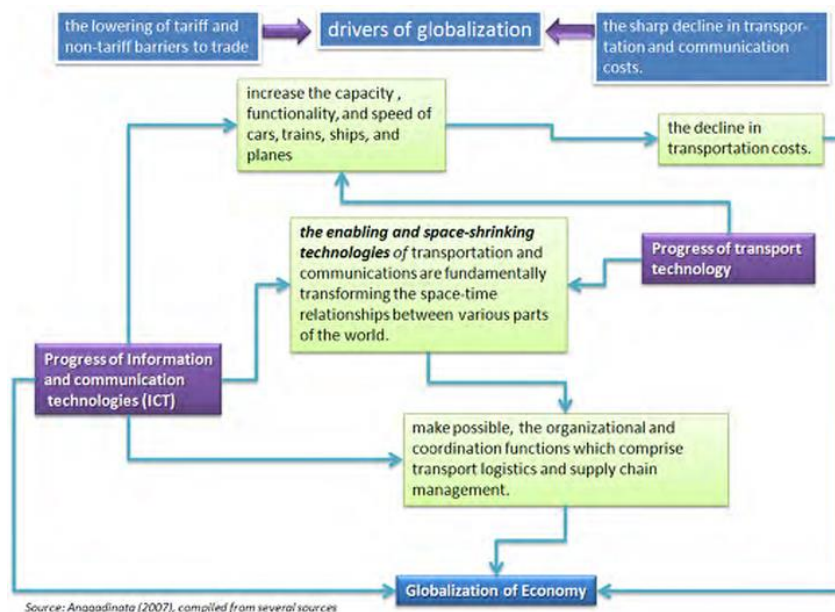 the lowering of tariff and
non-tariff barriers to trade
drivers of globalization
the sharp decline in transpor-
tation and communication
costs.
increase the capacity ,
functionality, and speed of
cars, trains, ships, and
planes
the decline in
transportation costs.
the enabling and space-shrinking
technologies of transportation and
communications are fundamentally
transforming the space-time
relationships between various parts
of the world.
Progress of transport
technology
Progress of Information
and communication
technologies (ICT)
make possible, the organizational and
coordination functions which comprise
transport logistics and supply chain
management.
Globalization of Economy
Source: Anggadinata (2007), compiled from several sources